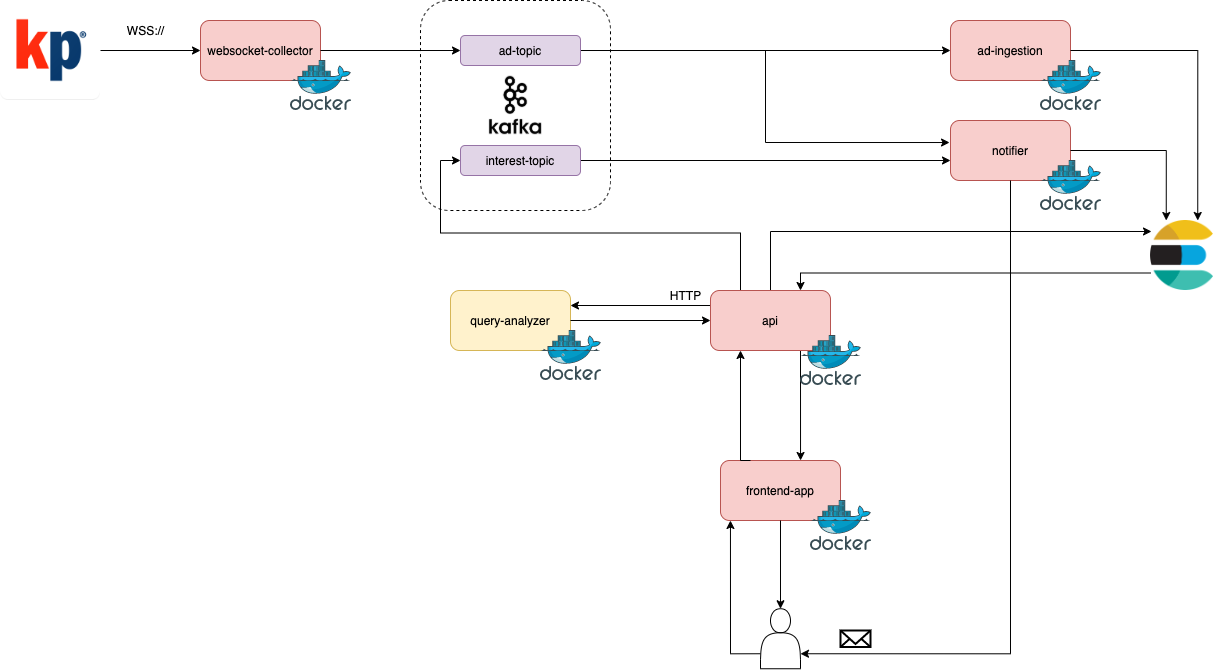 kp®
WSS://
websocket-collector
docker
ad-topic
kafka
interest-topic
ad-ingestion
docker
notifier
docker
HTTP
query-analyzer
docker
api
docker
frontend-app
docker